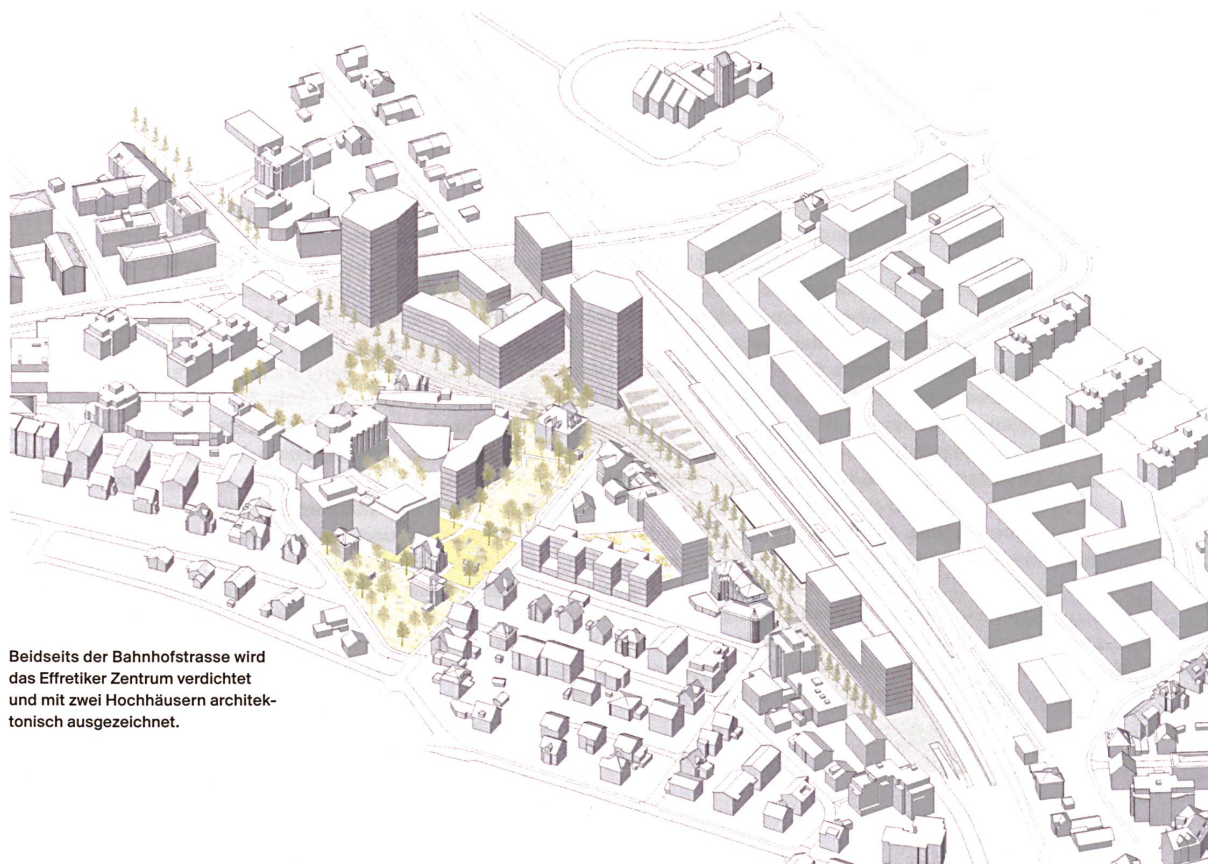 Beidseits der Bahnhofstrasse wird
das Effretiker Zentrum verdichtet
und mit zwei Hochhäusern architek-
tonisch ausgezeichnet.